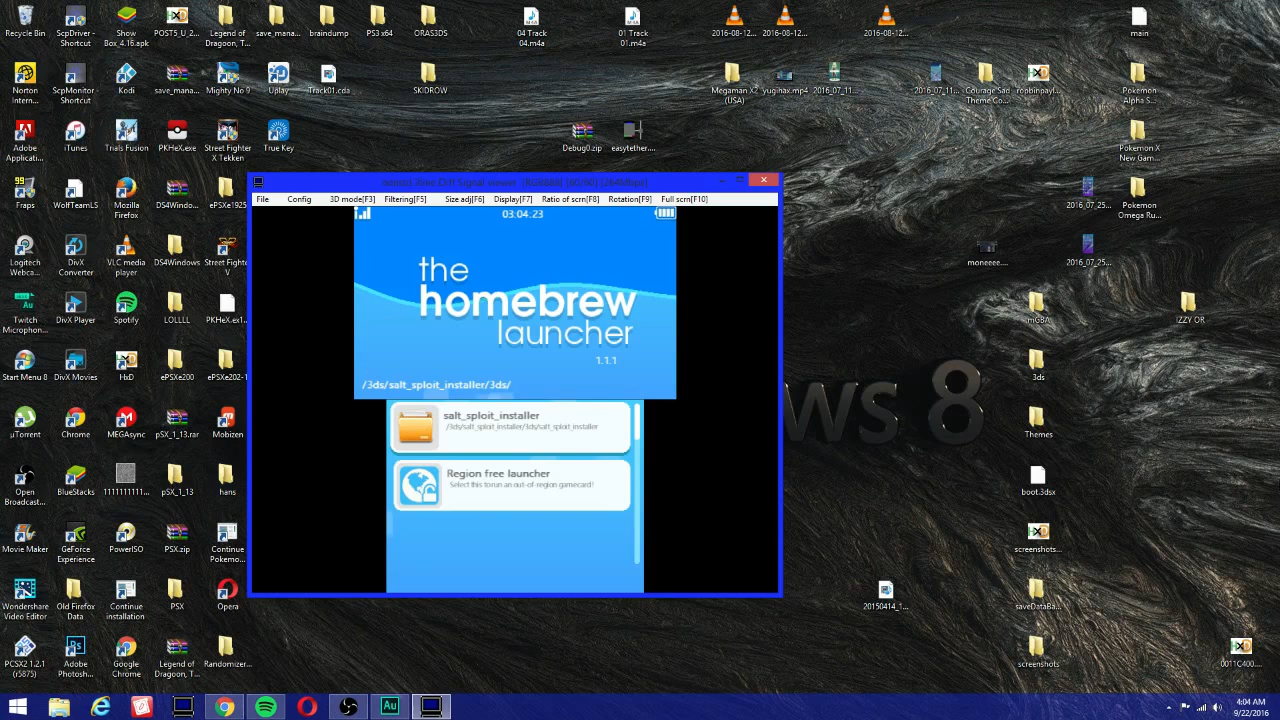 Recycle Bin
ScpDriver -
Shortcut
Show
Box_4.16.apk
POST5_U_2...
Legend of
Dragoon, T...
save_mana...
braindump
PS3 x64
ORAS3DS
04 Track
04.m4a
01 Track
01.m4a
2016-08-12...
2016-08-12...
2016-08-12...
main
Norton
Intern...
ScpMonitor -
Shortcut
Kodi
save_mana...
Mighty No 9
Uplay
Track01.cda
SKIDROW
Megaman X2
(USA)
yuginax.mp4
2016_07_11...
2016_07_11...
Courage Sad
Theme Co...
robbinpayl...
Pokemon
Alpha S...
Adobe
Applicati...
iTunes
Trials Fusion
PKHeX.exe
Street Fighter
X Tekken
True Key
Debug0.zip
easytether...
Pokemon X
New Gam...
Fraps
WolfTeamLS
Mozilla
Firefox
DS4Window...
ePSXe1925
2016_07_25...
Pokemon
Omega Ru...
File
Config
3D mode[F3]
Filtering[F5]
Size adj[F6]
Display[F7]
Ratio of scrn[F8]
Rotation[F9]
Full scrn[F10]
03:04.23
the
homebrew
launcher
1.1.1
/3ds/salt_sploit_installer/3ds/
salt_sploit_installer
/3ds/salt_sploit_installer/3ds/salt_sploit_installer
Region free launcher
Select this to run an out-of-region gamecard!
Logitech
Webca...
DivX
Converter
VLC media
player
DS4Windows
Street Fighter
V
moneeee....
2016_07_25...
Twitch
Microphon...
DivX Player
Spotify
LOLLLL
PKHeX.ex1...
mGBA
IZZY OR
Start Menu 8
DivX Movies
HxD
ePSXe200
ePSXe202-1
3ds
ws 8
µTorrent
Chrome
MEGAsync
pSX_1_13.rar
Mobizen
Themes
Open
Broadcast...
BlueStacks
1111111111...
pSX_1_13
hans
boot.3dsx
Movie Maker
GeForce
Experience
PowerISO
PSX.zip
Continue
Pokemo...
screenshots...
Wondershare
Video Editor
Old Firefox
Data
Continue
installation
PSX
Opera
20150414_1...
saveDataBa...
PCSX2 1.2.1
(r5875)
Adobe
Photosh...
Google
Chrome
Legend of
Dragoon, T...
Randomizer...
screenshots
0011C400....
4:04 AM
9/22/2016